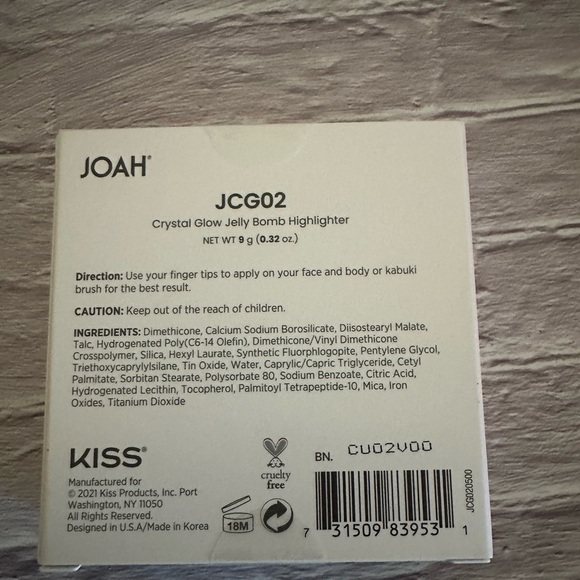 JOAH®
JCG02
Crystal Glow Jelly Bomb Highlighter
NET WT 9 g (0.32 oz.)
Direction: Use your finger tips to apply on your face and body or kabuki
brush for the best result.
CAUTION: Keep out of the reach of children.
INGREDIENTS: Dimethicone, Calcium Sodium Borosilicate, Diisostearyl Malate,
Talc, Hydrogenated Poly(C6-14 Olefin), Dimethicone/Vinyl Dimethicone
Crosspolymer, Silica, Hexyl Laurate, Synthetic Fluorphlogopite, Pentylene Glycol,
Triethoxycaprylylsilane, Tin Oxide, Water, Caprylic/Capric Triglyceride, Cetyl
Palmitate, Sorbitan Stearate, Polysorbate 80, Sodium Benzoate, Citric Acid,
Hydrogenated Lecithin, Tocopherol, Palmitoyl Tetrapeptide-10, Mica, Iron
Oxides, Titanium Dioxide
KISS®
Manufactured for
© 2021 Kiss Products, Inc. Port
Washington, NY 11050
All Rights Reserved.
Designed in U.S.A/Made in Korea
cruelty
free
18M
BN. CU02V00
7 31509 83953 1
JCG020500